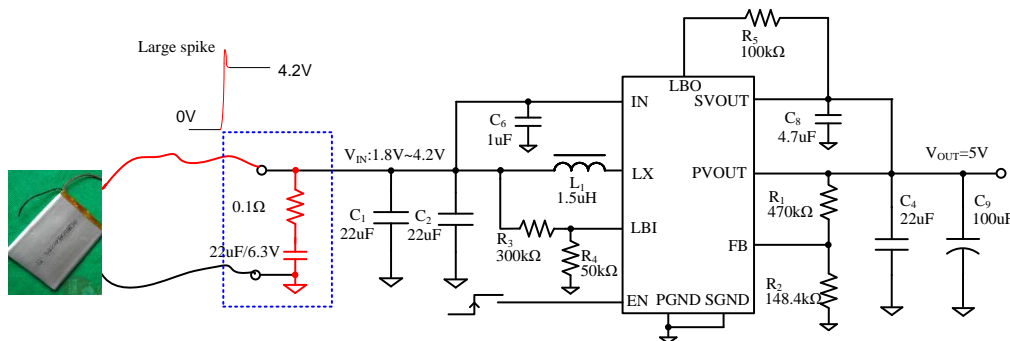 Large spike
4.2V
0V
0.1Ω
22uF/6.3V
V_IN:1.8V~4.2V
C₁
22uF
C₂
22uF
C₆
1uF
L₁
1.5uH
R₃
300kΩ
R₄
50kΩ
R₅
100kΩ
LBO
IN
SVOUT
LX
PVOUT
LBI
FB
EN
PGND SGND
C₈
4.7uF
R₁
470kΩ
R₂
148.4kΩ
V_OUT=5V
C₄
22uF
C₉
100uF